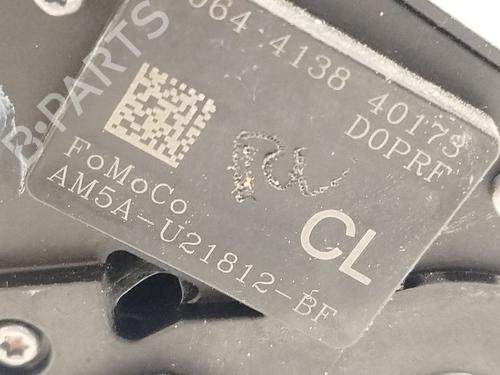 064 4138 40173
D0PRF
FoMoCo
AM5A-U21812-BF
CL
B-PARTS